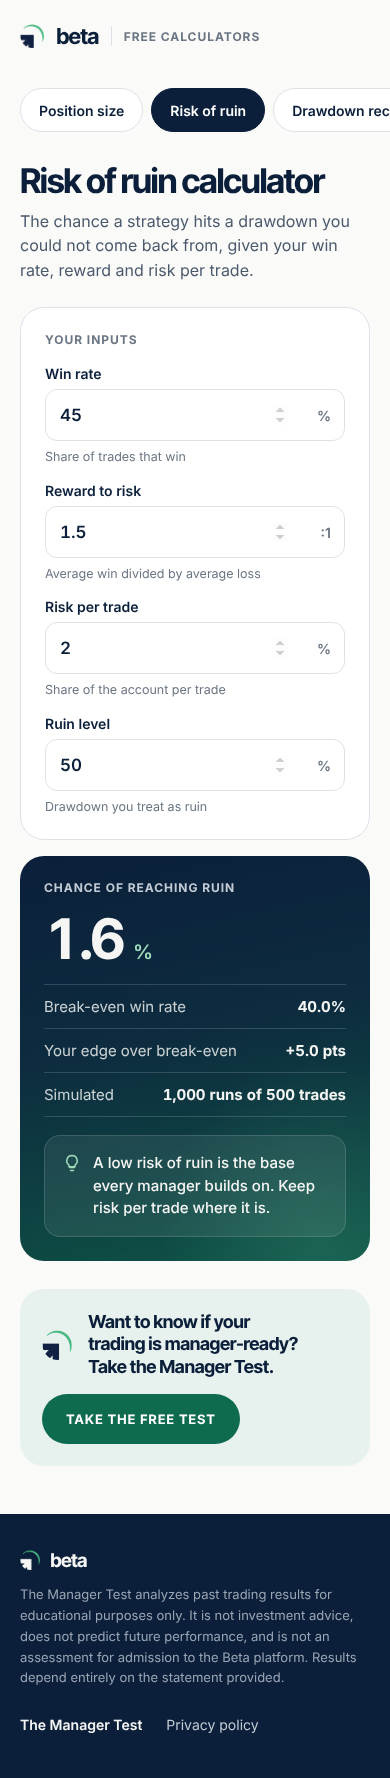 beta FREE CALCULATORS
Position size Risk of ruin Drawdown rec
Risk of ruin calculator
The chance a strategy hits a drawdown you
could not come back from, given your win
rate, reward and risk per trade.
YOUR INPUTS
Win rate
45 %
Share of trades that win
Reward to risk
1.5 :1
Average win divided by average loss
Risk per trade
2 %
Share of the account per trade
Ruin level
50 %
Drawdown you treat as ruin
CHANCE OF REACHING RUIN
1.6 %
Break-even win rate 40.0%
Your edge over break-even +5.0 pts
Simulated 1,000 runs of 500 trades
A low risk of ruin is the base
every manager builds on. Keep
risk per trade where it is.
Want to know if your
trading is manager-ready?
Take the Manager Test.
TAKE THE FREE TEST
beta
The Manager Test analyzes past trading results for
educational purposes only. It is not investment advice,
does not predict future performance, and is not an
assessment for admission to the Beta platform. Results
depend entirely on the statement provided.
The Manager Test Privacy policy